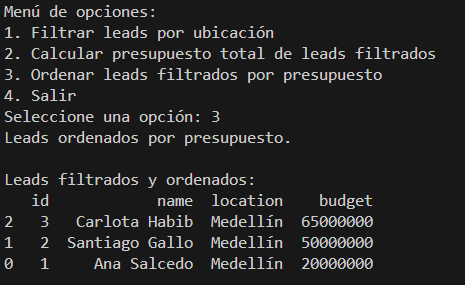 Menú de opciones:
1. Filtrar leads por ubicación
2. Calcular presupuesto total de leads filtrados
3. Ordenar leads filtrados por presupuesto
4. Salir
Seleccione una opción: 3
Leads ordenados por presupuesto.

Leads filtrados y ordenados:
   id            name  location    budget
2   3   Carlota Habib  Medellín  65000000
1   2  Santiago Gallo  Medellín  50000000
0   1     Ana Salcedo  Medellín  20000000